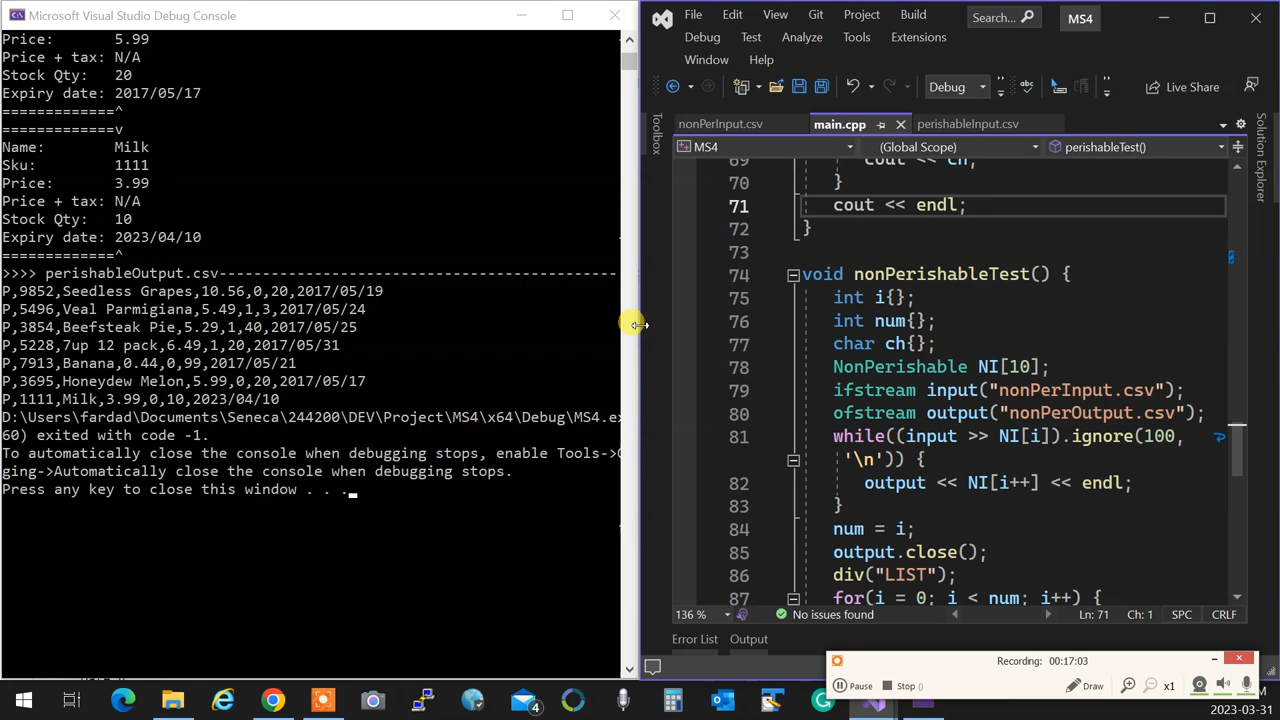 Microsoft Visual Studio Debug Console
Price:      5.99
Price + tax: N/A
Stock Qty:  20
Expiry date: 2017/05/17
=============^
=============v
Name:       Milk
Sku:        1111
Price:      3.99
Price + tax: N/A
Stock Qty:  10
Expiry date: 2023/04/10
=============^
>>>> perishableOutput.csv----------------------------------------------
P,9852,Seedless Grapes,10.56,0,20,2017/05/19
P,5496,Veal Parmigiana,5.49,1,3,2017/05/24
P,3854,Beefsteak Pie,5.29,1,40,2017/05/25
P,5228,7up 12 pack,6.49,1,20,2017/05/31
P,7913,Banana,0.44,0,99,2017/05/21
P,3695,Honeydew Melon,5.99,0,20,2017/05/17
P,1111,Milk,3.99,0,10,2023/04/10
D:\Users\fardad\Documents\Seneca\244200\DEV\Project\MS4\x64\Debug\MS4.ex
60) exited with code -1.
To automatically close the console when debugging stops, enable Tools->
ging->Automatically close the console when debugging stops.
Press any key to close this window . . .
File Edit View Git Project Build Search... MS4
Debug Test Analyze Tools Extensions
Window Help
Debug Live Share
Toolbox
nonPerInput.csv main.cpp perishableInput.csv
MS4 (Global Scope) perishableTest()
69 cout << ch;
70 }
71 cout << endl;
72 }
73
74 void nonPerishableTest() {
75 int i{};
76 int num{};
77 char ch{};
78 NonPerishable NI[10];
79 ifstream input("nonPerInput.csv");
80 ofstream output("nonPerOutput.csv");
81 while((input >> NI[i]).ignore(100,
'\n')) {
82 output << NI[i++] << endl;
83 }
84 num = i;
85 output.close();
86 div("LIST");
87 for(i = 0; i < num; i++) {
Solution Explorer
136 % No issues found Ln: 71 Ch: 1 SPC CRLF
Error List Output
Recording: 00:17:03
Pause Stop () Draw x1
4
2023-03-31